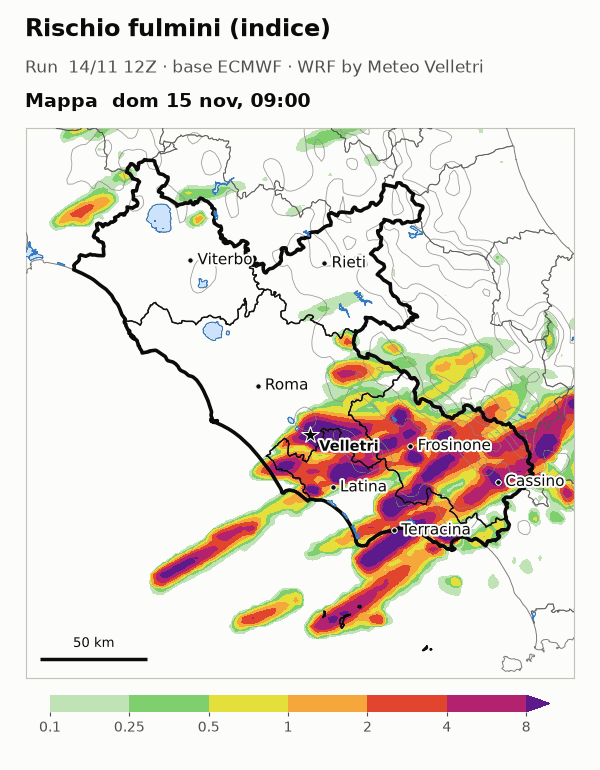 Rischio fulmini (indice)
Run 14/11 12Z · base ECMWF · WRF by Meteo Velletri
Mappa dom 15 nov, 09:00
Viterbo
Rieti
Roma
Velletri
Frosinone
Latina
Cassino
Terracina
50 km
0.1 0.25 0.5 1 2 4 8